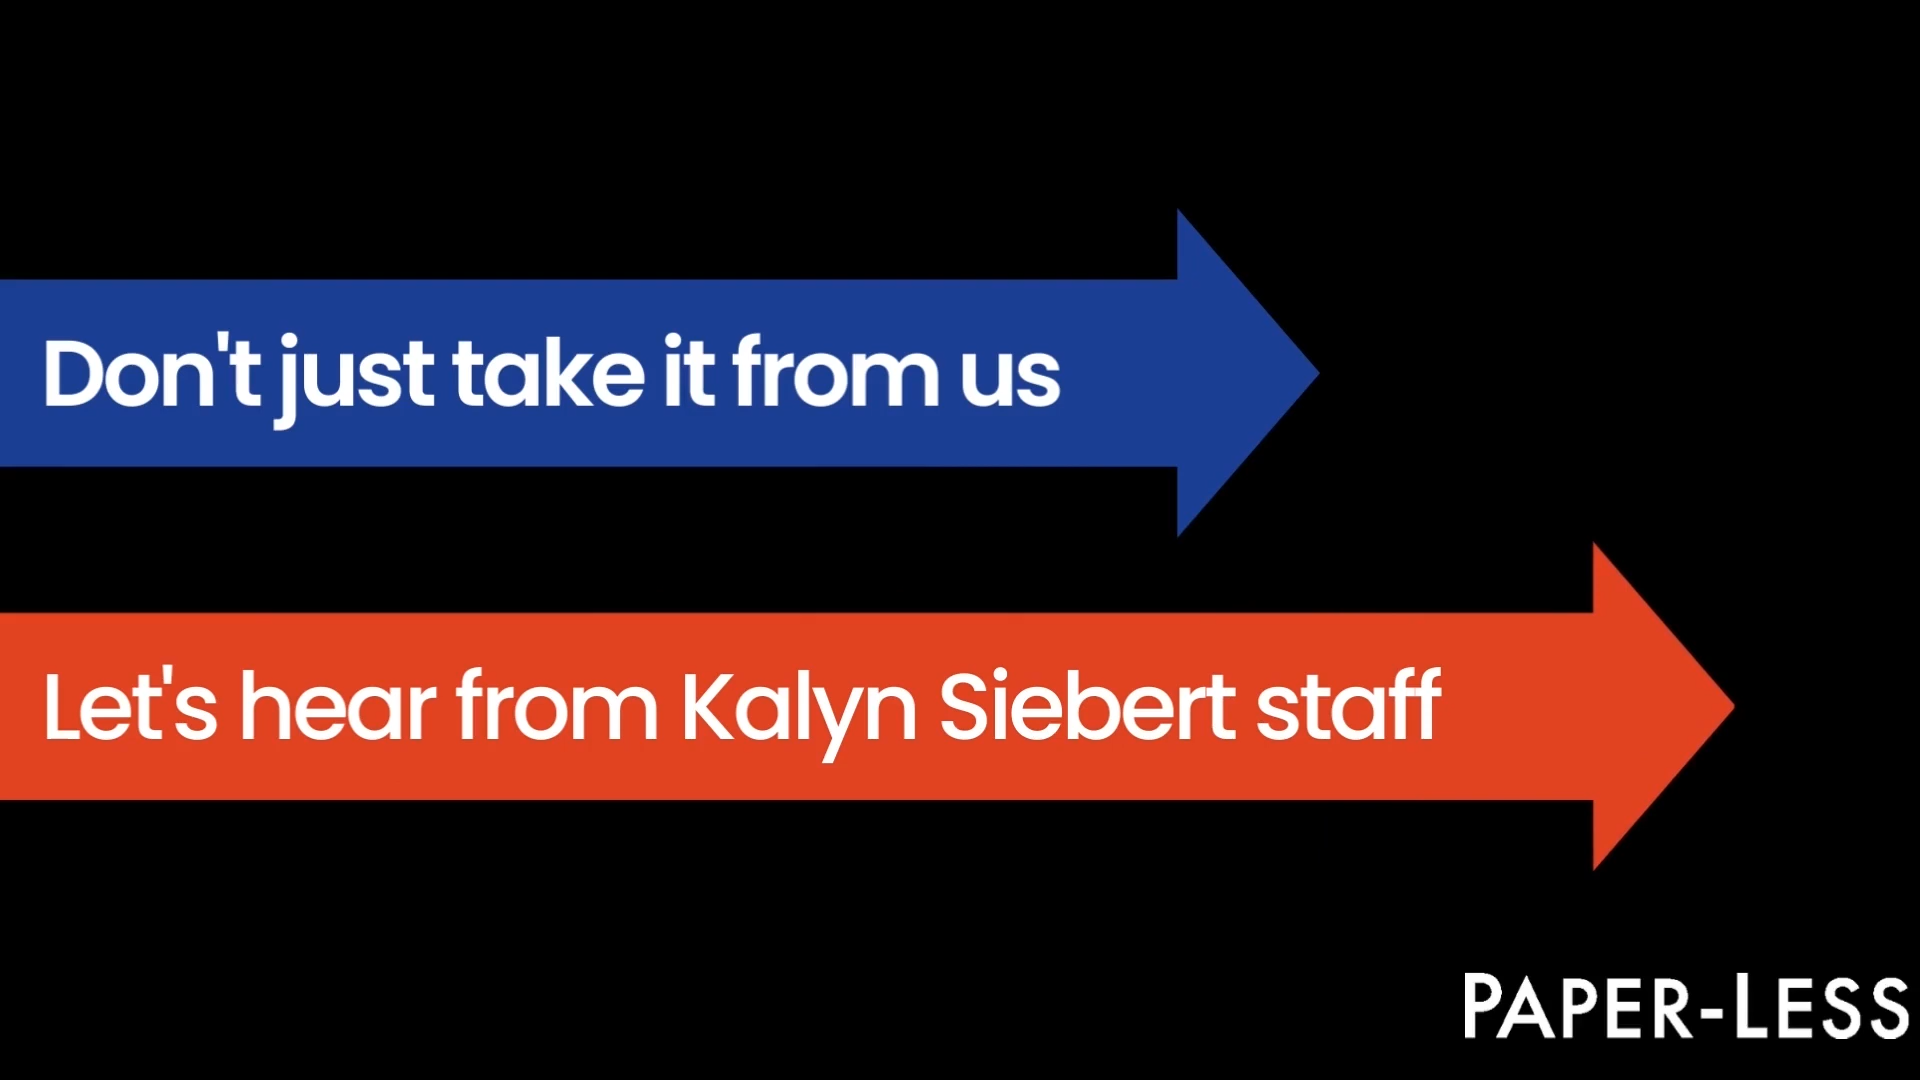 Don't just take it from us
Let's hear from Kalyn Siebert staff
PAPER-LESS